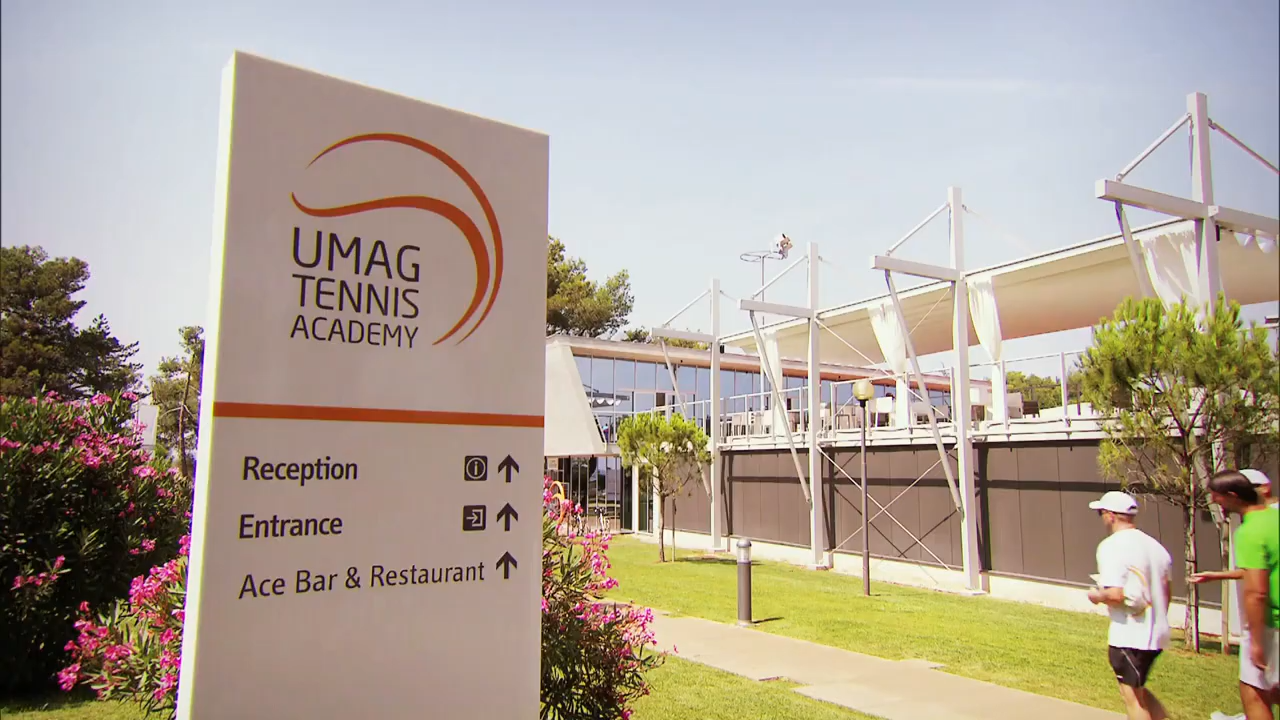 UMAG
TENNIS
ACADEMY
Reception
Entrance
Ace Bar & Restaurant